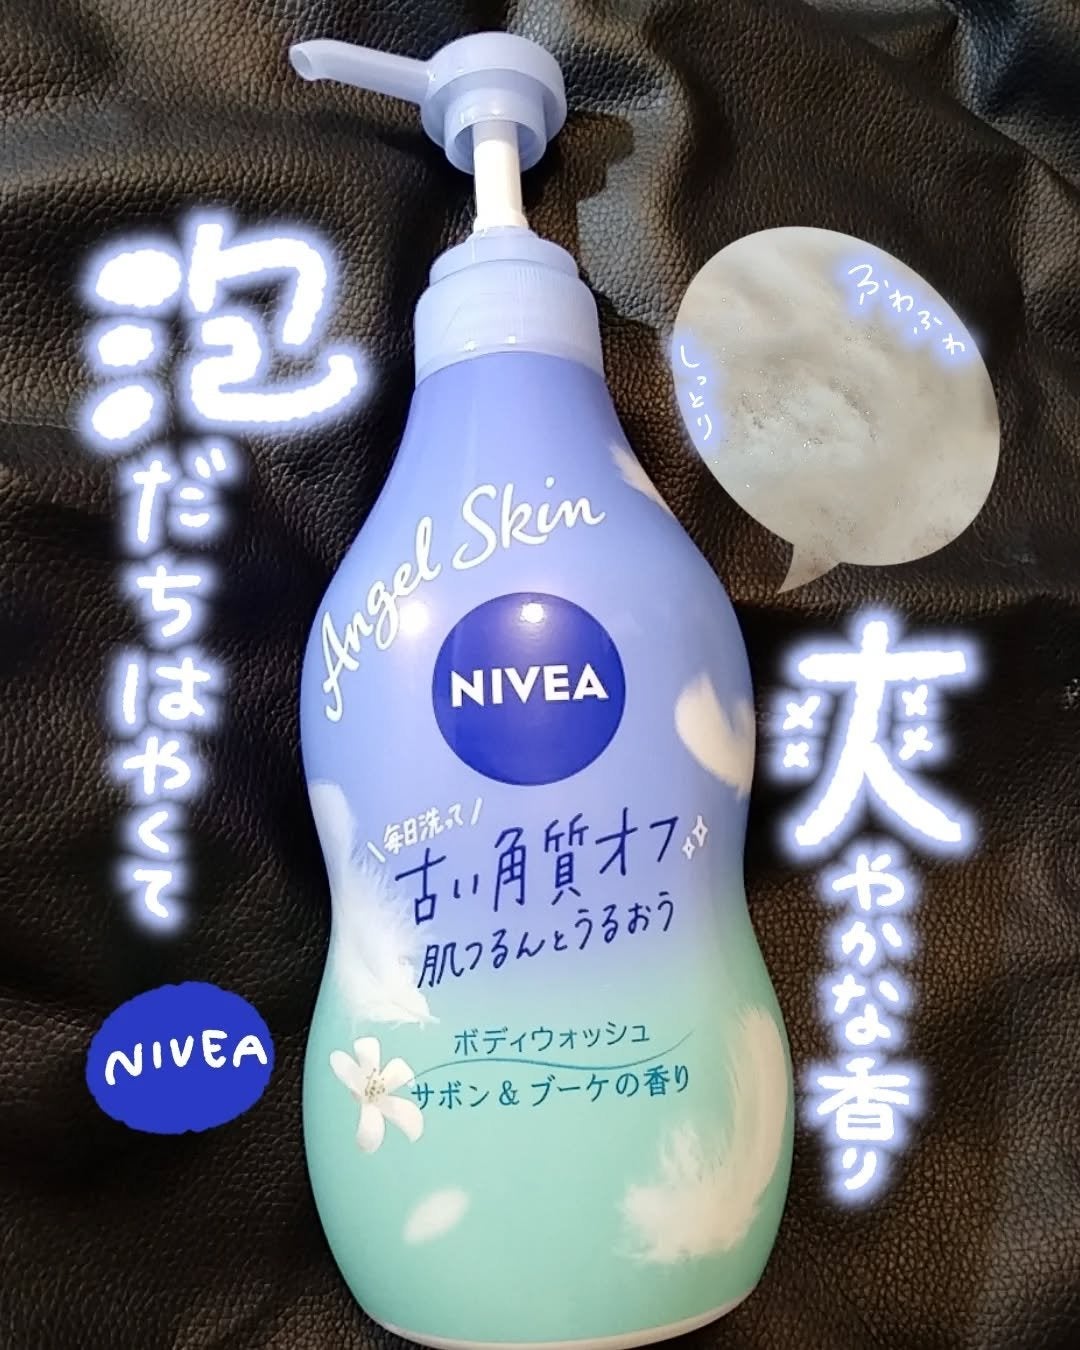 泡だちはやくて
ふわふわ
しっとり
Angel Skin
NIVEA
\毎日洗って/
古い角質オフ
肌つるんとうるおう
ボディウォッシュ
サボン&ブーケの香り
爽やかな香り
NIVEA